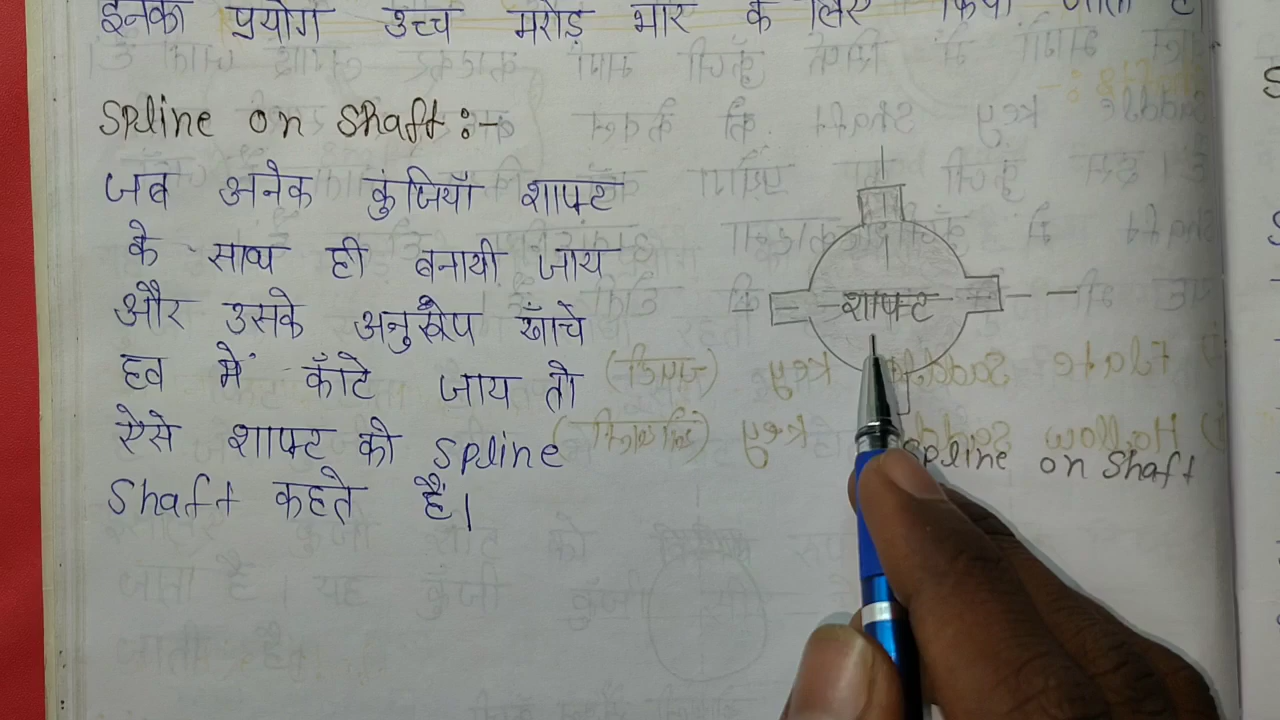 इनका प्रयोग उच्च मरोड़ भार के लिए किया जाता है
Spline on Shaft:-
जब अनेक कुंजियाँ शाफ्ट
के साथ ही बनायी जाय
और उसके अनुरूप खाँचे
हव में काँटे जाय तो
ऐसे शाफ्ट को Spline
Shaft कहते हैं।
शाफ्ट
Spline on Shaft